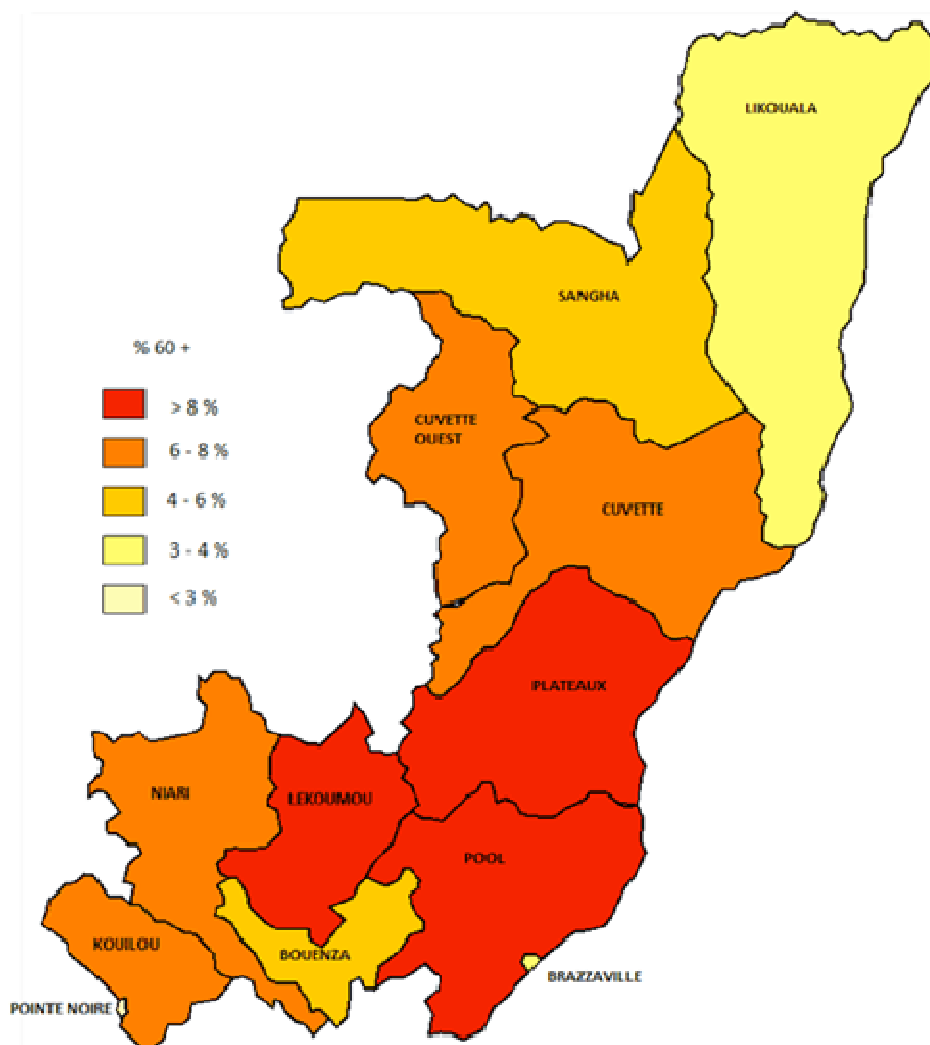 LIKOUALA
SANGHA
% 60 +
> 8 %
6 - 8 %
4 - 6 %
3 - 4 %
< 3 %
CUVETTE
OUEST
CUVETTE
PLATEAUX
NIARI
LEKOUMOU
POOL
KOUILOU
BOUENZA
BRAZZAVILLE
POINTE NOIRE